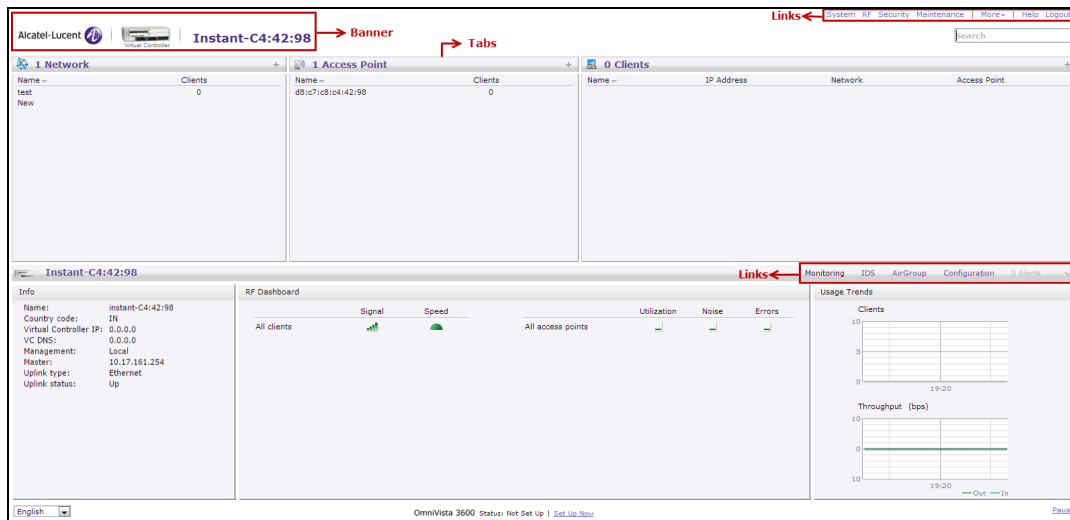 Links
System RF Security Maintenance | More | Help Logout
Alcatel·Lucent
Virtual Controller
Instant-C4:42:98
Banner
Tabs
Search
1 Network +
Name Clients
test 0
New
1 Access Point +
Name Clients
d8:c7:c8:c4:42:98 0
0 Clients +
Name IP Address Network Access Point
Instant-C4:42:98
Links
Monitoring IDS AirGroup Configuration 0 Alerts
Info
Name: instant-C4:42:98
Country code: IN
Virtual Controller IP: 0.0.0.0
VC DNS: 0.0.0.0
Management: Local
Master: 10.17.161.254
Uplink type: Ethernet
Uplink status: Up
RF Dashboard
Signal Speed
All clients
Utilization Noise Errors
All access points
Usage Trends
Clients
10
5
0
19:20
Throughput (bps)
10
0
10
19:20
Out In
English
OmniVista 3600 Status: Not Set Up | Set Up Now